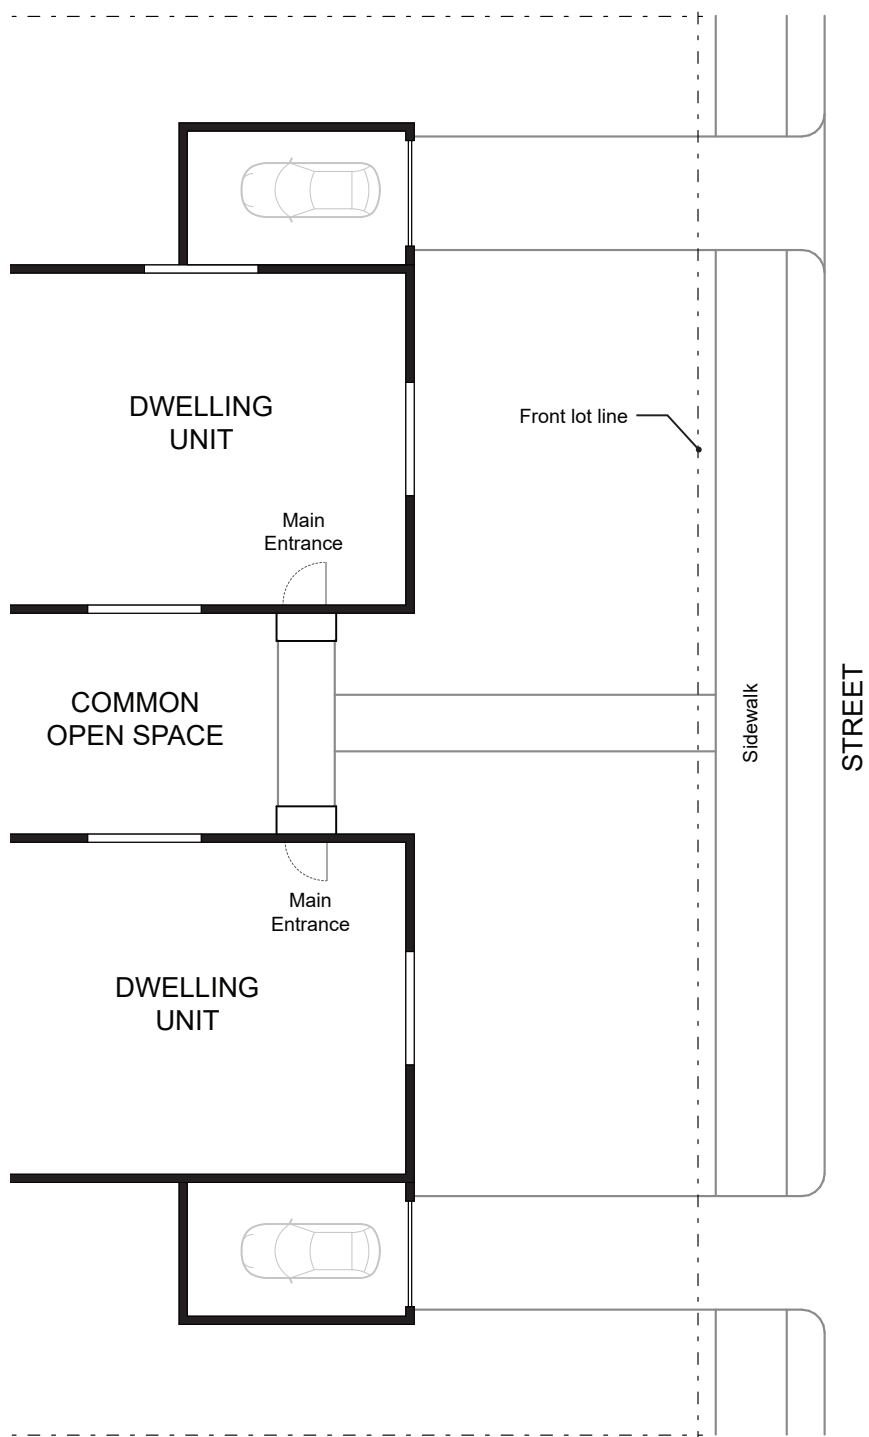 DWELLING
UNIT
Front lot line
Main
Entrance
COMMON
OPEN SPACE
Sidewalk
STREET
Main
Entrance
DWELLING
UNIT